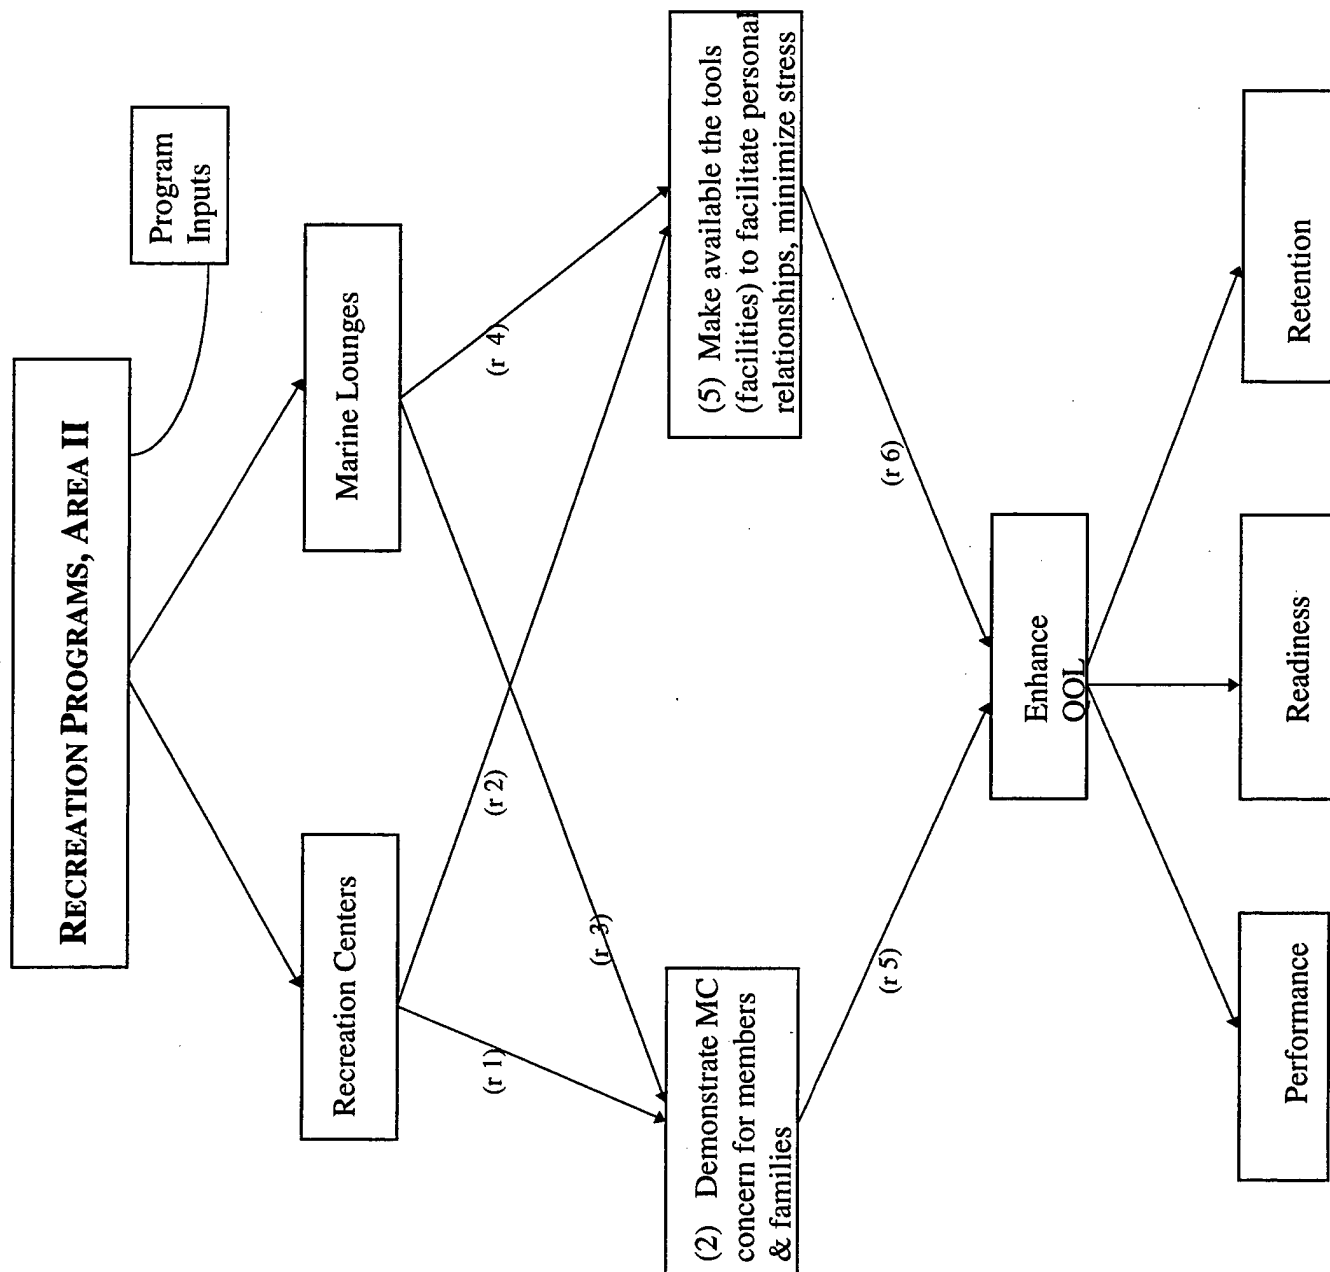 RECREATION PROGRAMS, AREA II
Program
Inputs
Recreation Centers
Marine Lounges
(r 1)
(r 2)
(r 3)
(r 4)
(2) Demonstrate MC
concern for members
& families
(5) Make available the tools
(facilities) to facilitate personal
relationships, minimize stress
(r 5)
(r 6)
Enhance
QOL
Performance
Readiness
Retention